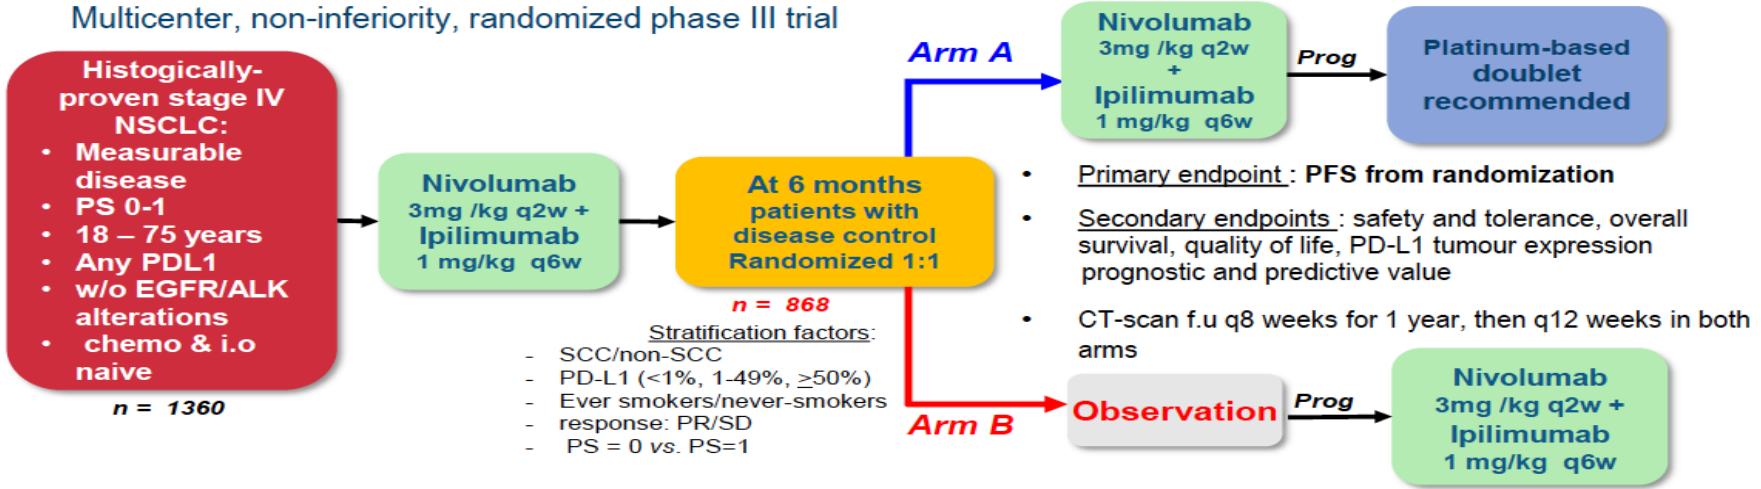 Multicenter, non-inferiority, randomized phase III trial
Histogically-
proven stage IV
NSCLC:
• Measurable
disease
• PS 0-1
• 18 – 75 years
• Any PDL1
• w/o EGFR/ALK
alterations
• chemo & i.o
naive
n = 1360
Nivolumab
3mg /kg q2w +
Ipilimumab
1 mg/kg q6w
At 6 months
patients with
disease control
Randomized 1:1
n = 868
Stratification factors:
- SCC/non-SCC
- PD-L1 (<1%, 1-49%, ≥50%)
- Ever smokers/never-smokers
- response: PR/SD
- PS = 0 vs. PS=1
Arm A
Nivolumab
3mg /kg q2w
+
Ipilimumab
1 mg/kg q6w
Prog
Platinum-based
doublet
recommended
• Primary endpoint : PFS from randomization
• Secondary endpoints : safety and tolerance, overall
survival, quality of life, PD-L1 tumour expression
prognostic and predictive value
• CT-scan f.u q8 weeks for 1 year, then q12 weeks in both
arms
Arm B
Observation
Prog
Nivolumab
3mg /kg q2w +
Ipilimumab
1 mg/kg q6w